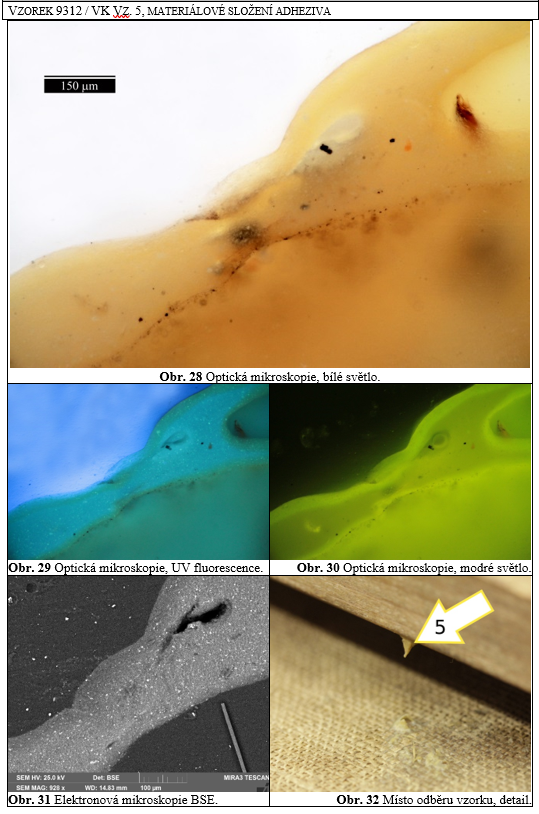 VZOREK 9312 / VK VZ. 5, MATERIÁLOVÉ SLOŽENÍ ADHEZIVA
150 µm
Obr. 28 Optická mikroskopie, bílé světlo.
Obr. 29 Optická mikroskopie, UV fluorescence.
Obr. 30 Optická mikroskopie, modré světlo.
5
SEM HV: 25.0 kV Det: BSE MIRA3 TESCAN
SEM MAG: 928 x WD: 14.83 mm 100 µm
Obr. 31 Elektronová mikroskopie BSE.
Obr. 32 Místo odběru vzorku, detail.